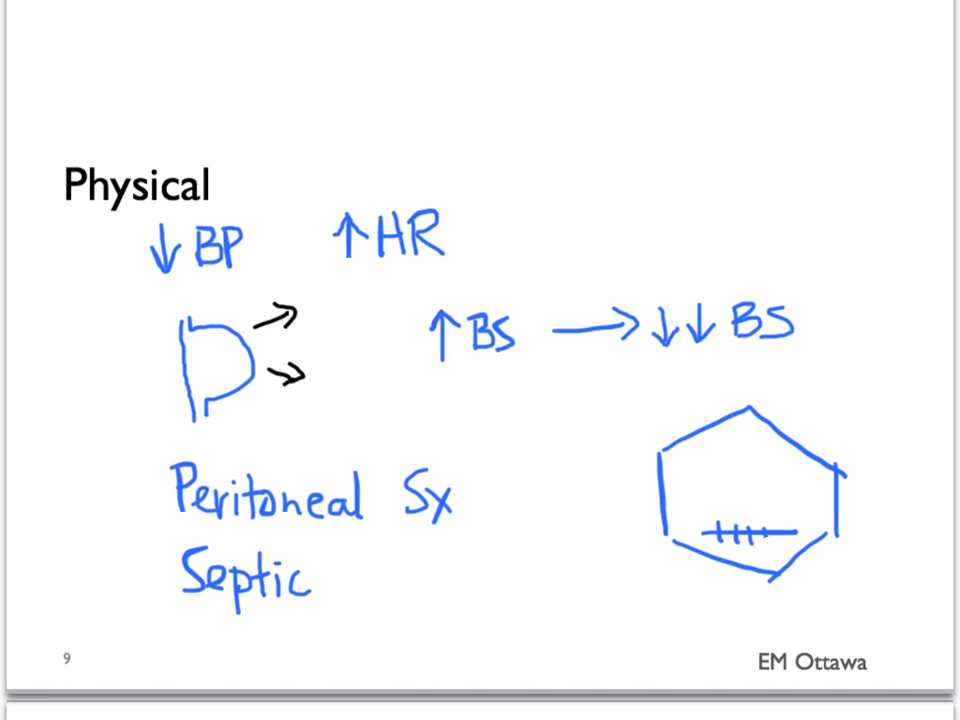 Physical
↓ BP ↑ HR
↑ BS → ↓↓ BS
Peritoneal Sx
Septic
9
EM Ottawa